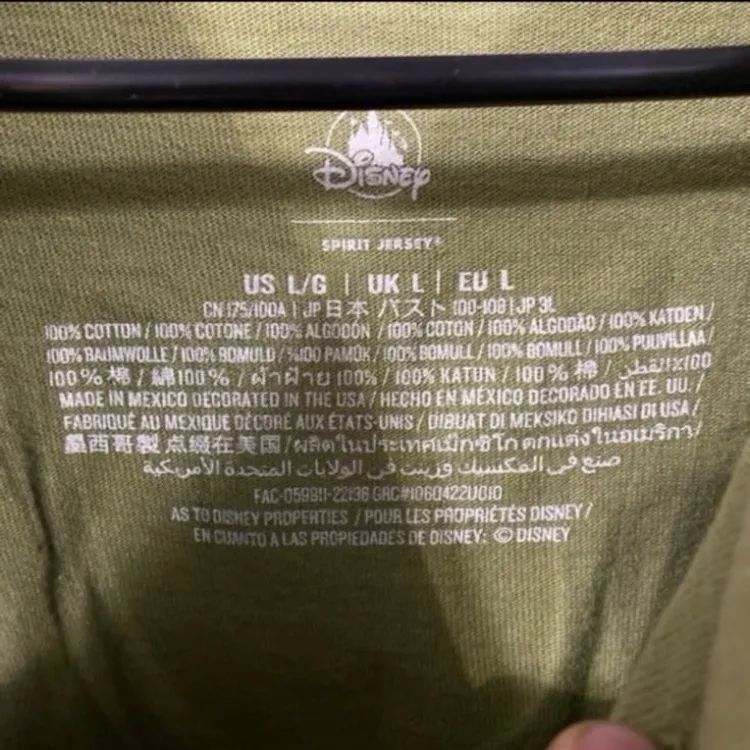 Disney
SPIRIT JERSEY®
US L/G | UK L | EU L
CN 175/100A | JP 日本 バスト 100-108 | JP 3L
100% COTTON / 100% COTONE / 100% ALGODÓN / 100% COTON / 100% ALGODÃO / 100% KATOEN /
100% BAUMWOLLE / 100% BOMULD / %100 PAMUK / 100% BOMULL / 100% BOMULL / 100% PUUVILLAA /
100% 棉 / 綿100% / ผ้าฝ้าย 100% / 100% KATUN / 100% 棉 / القطن٪100
MADE IN MEXICO DECORATED IN THE USA / HECHO EN MÉXICO DECORADO EN EE. UU. /
FABRIQUÉ AU MEXIQUE DÉCORÉ AUX ÉTATS-UNIS / DIBUAT DI MEKSIKO DIHIASI DI USA /
墨西哥製 点缀在美国 / ผลิตในประเทศเม็กซิโก ตกแต่งในอเมริกา /
صنع في المكسيك وزينت في الولايات المتحدة الأمريكية
FAC-059911-22136 GRC#1060422U010
AS TO DISNEY PROPERTIES / POUR LES PROPRIÉTÉS DISNEY /
EN CUANTO A LAS PROPIEDADES DE DISNEY: © DISNEY